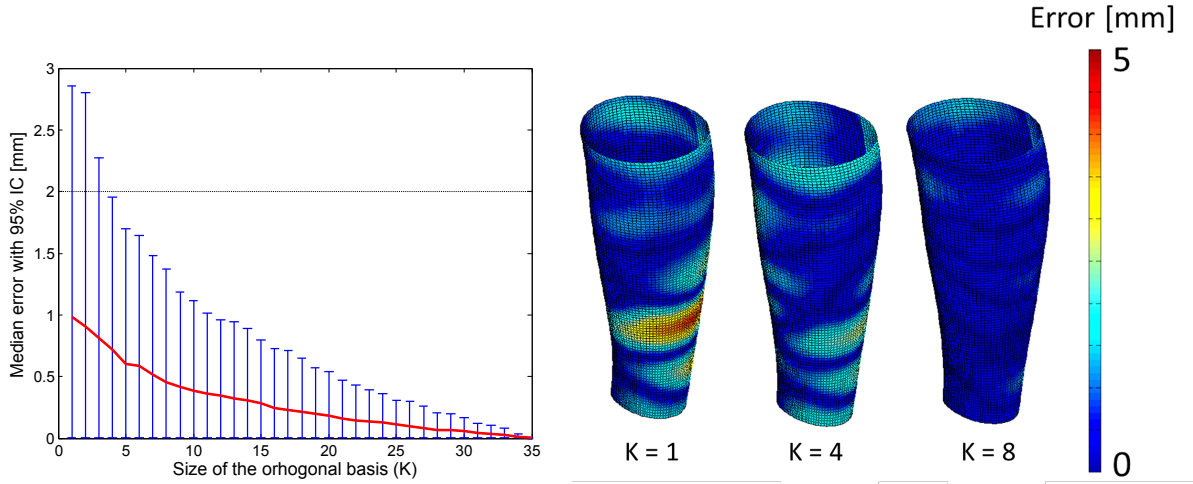 Error [mm]
5
0
3
2.5
2
1.5
1
0.5
0
Median error with 95% IC [mm]
0 5 10 15 20 25 30 35
Size of the orhogonal basis (K)
K = 1 K = 4 K = 8